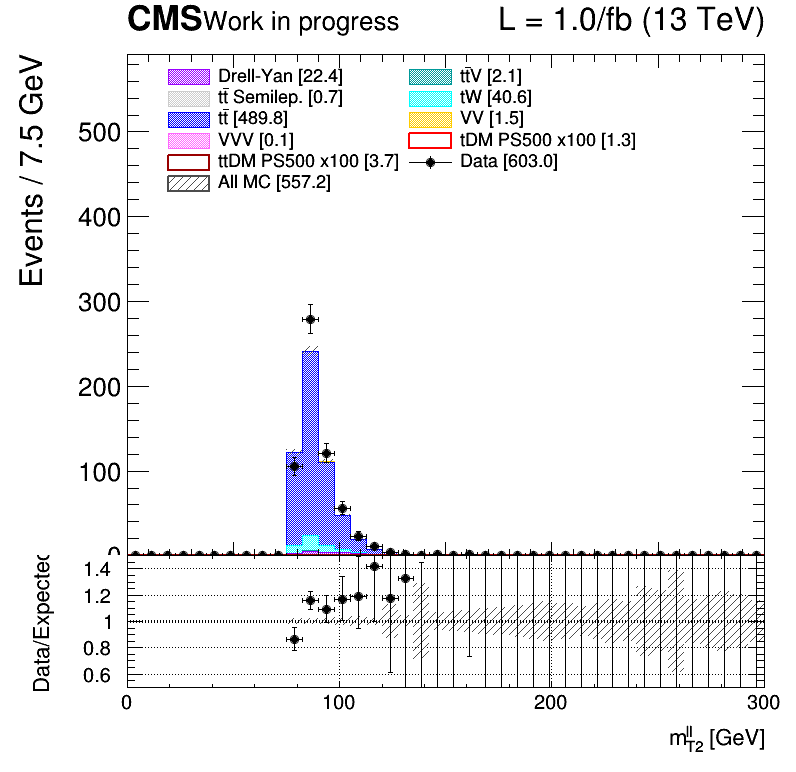 CMS Work in progress L = 1.0/fb (13 TeV)
Events / 7.5 GeV
Drell-Yan [22.4] tt̄V [2.1]
tt̄ Semilep. [0.7] tW [40.6]
tt̄ [489.8] VV [1.5]
VVV [0.1] tDM PS500 x100 [1.3]
ttDM PS500 x100 [3.7] Data [603.0]
All MC [557.2]
500
400
300
200
100
0
Data/Expected
1.4
1.2
1
0.8
0.6
0 100 200 300
m_T2^ll [GeV]